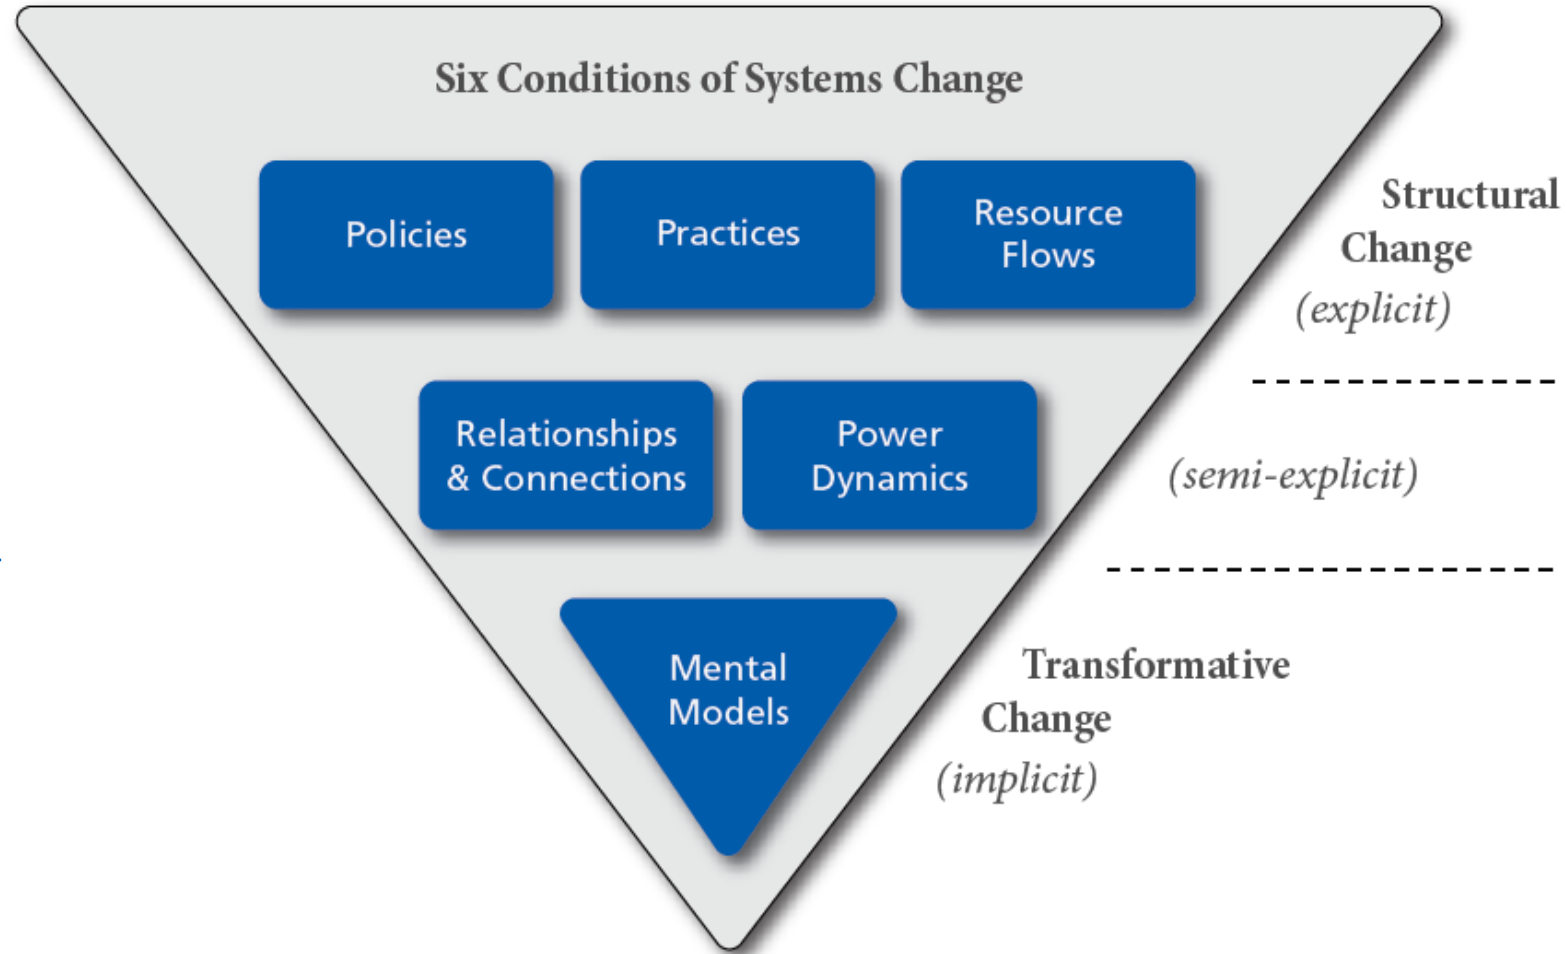 Six Conditions of Systems Change
Policies
Practices
Resource
Flows
Structural
Change
(explicit)
Relationships
& Connections
Power
Dynamics
(semi-explicit)
Mental
Models
Transformative
Change
(implicit)